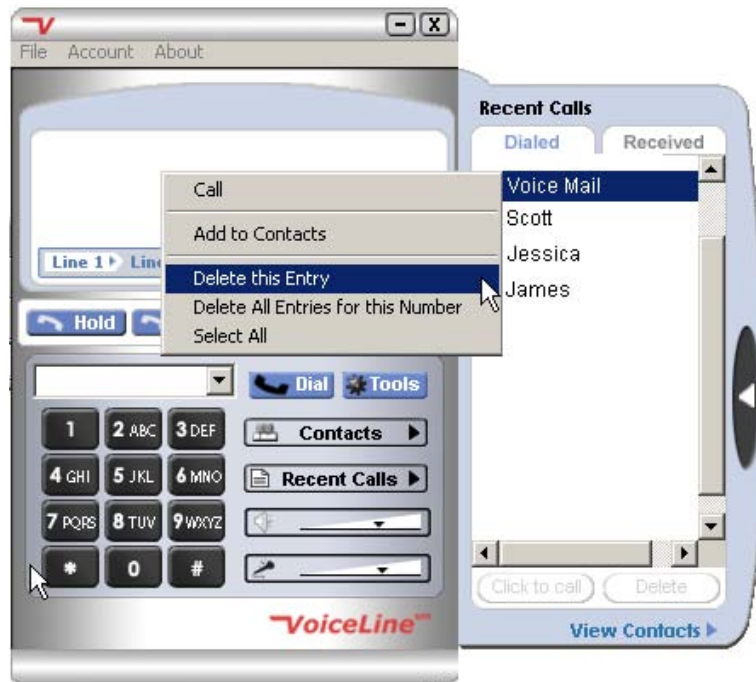 File Account About
Recent Calls
Dialed Received
Voice Mail
Scott
Jessica
James
Call
Add to Contacts
Delete this Entry
Delete All Entries for this Number
Select All
Line 1 Line
Hold
Dial Tools
1 2 ABC 3 DEF
Contacts
4 GHI 5 JKL 6 MNO
Recent Calls
7 PQRS 8 TUV 9 WXYZ
* 0 #
Click to call Delete
VoiceLine
View Contacts